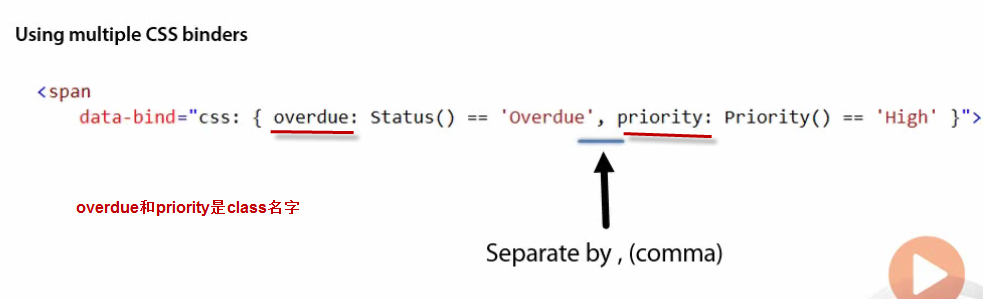 Using multiple CSS binders
<span
data-bind="css: { overdue: Status() == 'Overdue', priority: Priority() == 'High' }">
overdue和priority是class名字
Separate by , (comma)